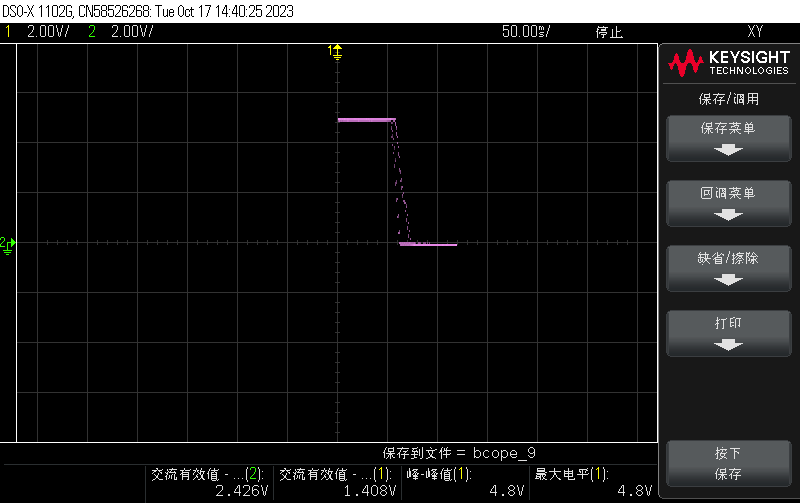 DSO-X 1102G, CN58526268: Tue Oct 17 14:40:25 2023
1 2.00V/ 2 2.00V/ 50.00㎳/ 停止 XY
KEYSIGHT
TECHNOLOGIES
保存/调用
保存菜单
回调菜单
缺省/擦除
打印
按下
保存
1
2
保存到文件 = bcope_9
交流有效值 - ...(2): 交流有效值 - ...(1): 峰-峰值(1): 最大电平(1):
2.426V 1.408V 4.8V 4.8V